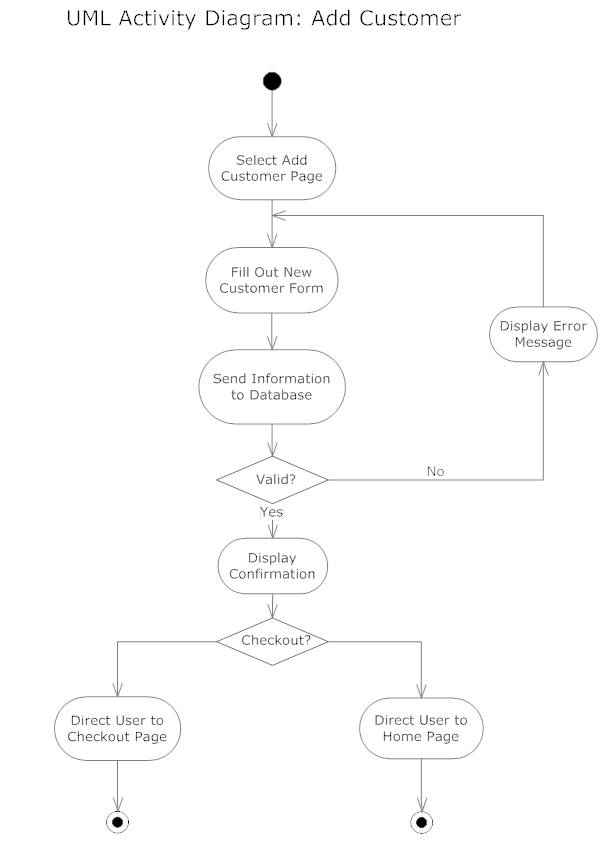 UML Activity Diagram: Add Customer
Select Add
Customer Page
Fill Out New
Customer Form
Display Error
Message
Send Information
to Database
Valid?
No
Yes
Display
Confirmation
Checkout?
Direct User to
Checkout Page
Direct User to
Home Page